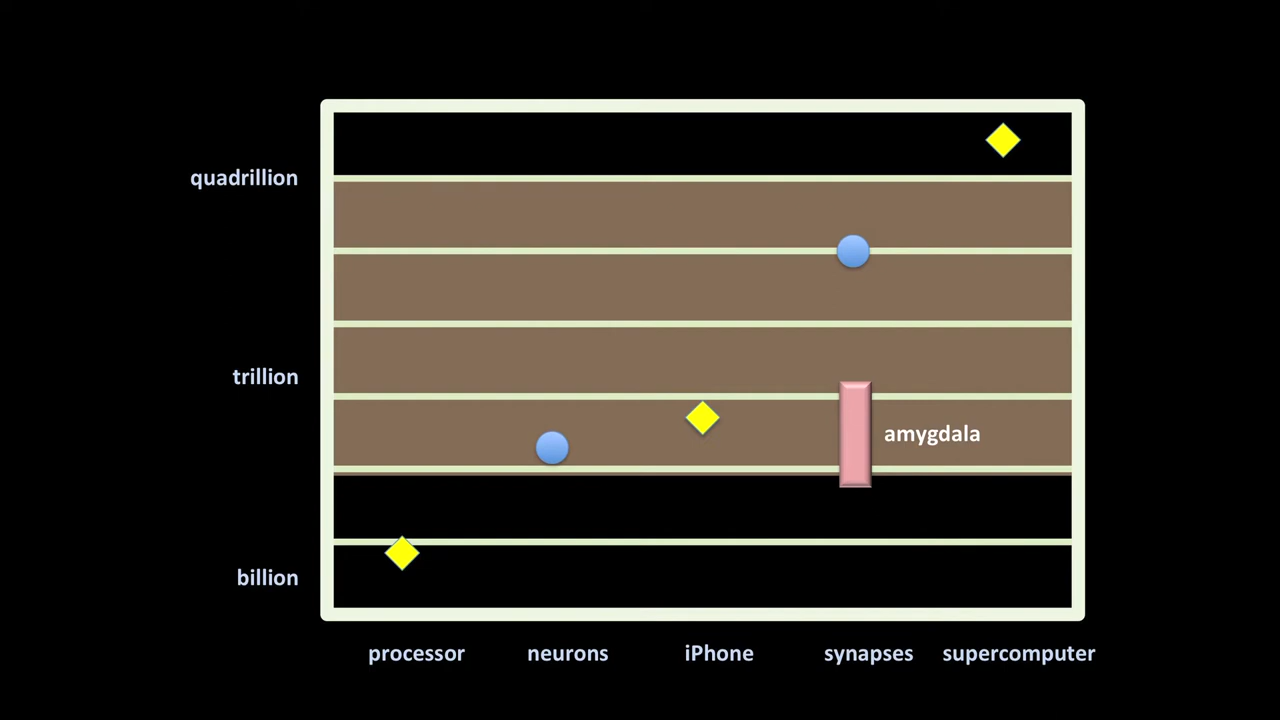 quadrillion
trillion
amygdala
billion
processor neurons iPhone synapses supercomputer